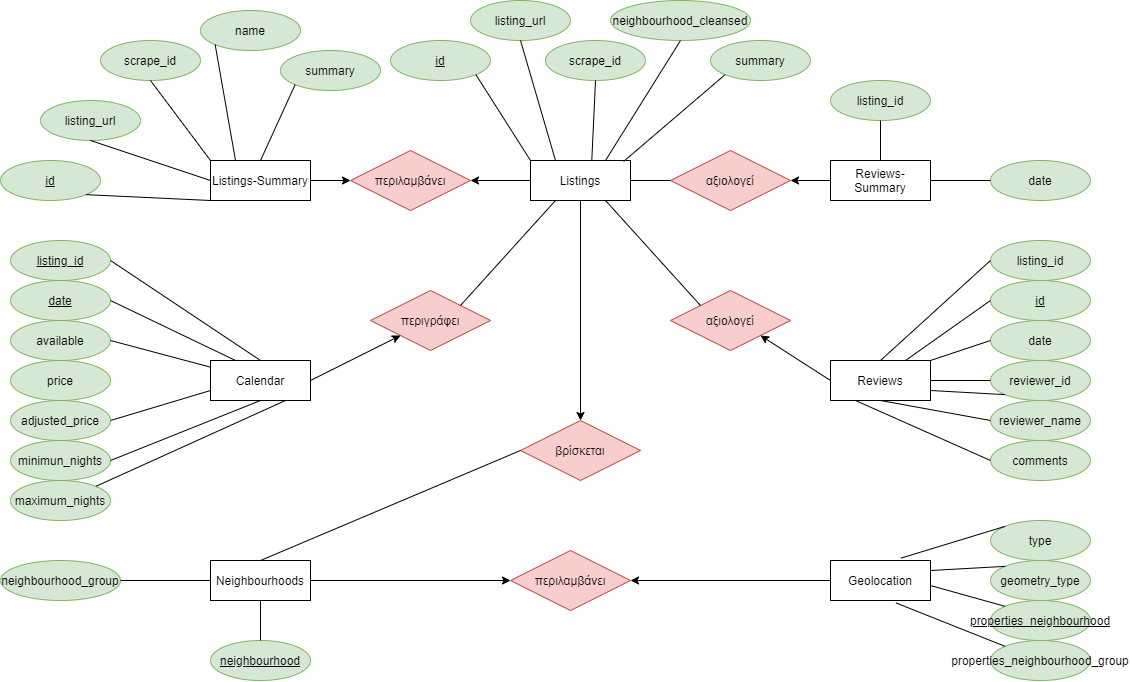 name
listing_url
neighbourhood_cleansed
scrape_id
summary
id
scrape_id
summary
listing_url
listing_id
id
Listings-Summary
περιλαμβάνει
Listings
αξιολογεί
Reviews-
Summary
date
listing_id
date
available
price
adjusted_price
minimun_nights
maximum_nights
Calendar
περιγράφει
αξιολογεί
Reviews
listing_id
id
date
reviewer_id
reviewer_name
comments
βρίσκεται
neighbourhood_group
Neighbourhoods
neighbourhood
περιλαμβάνει
Geolocation
type
geometry_type
properties_neighbourhood
properties_neighbourhood_group